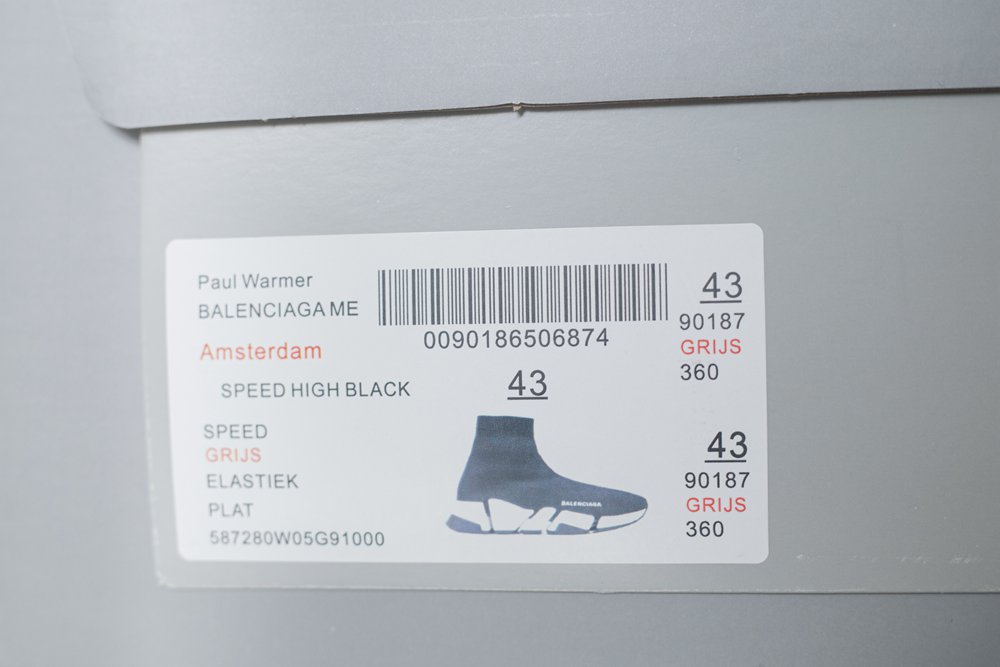 Paul Warmer
BALENCIAGA ME
Amsterdam
SPEED HIGH BLACK
SPEED
GRIJS
ELASTIEK
PLAT
587280W05G91000
0090186506874
43
BALENCIAGA
43
90187
GRIJS
360
43
90187
GRIJS
360